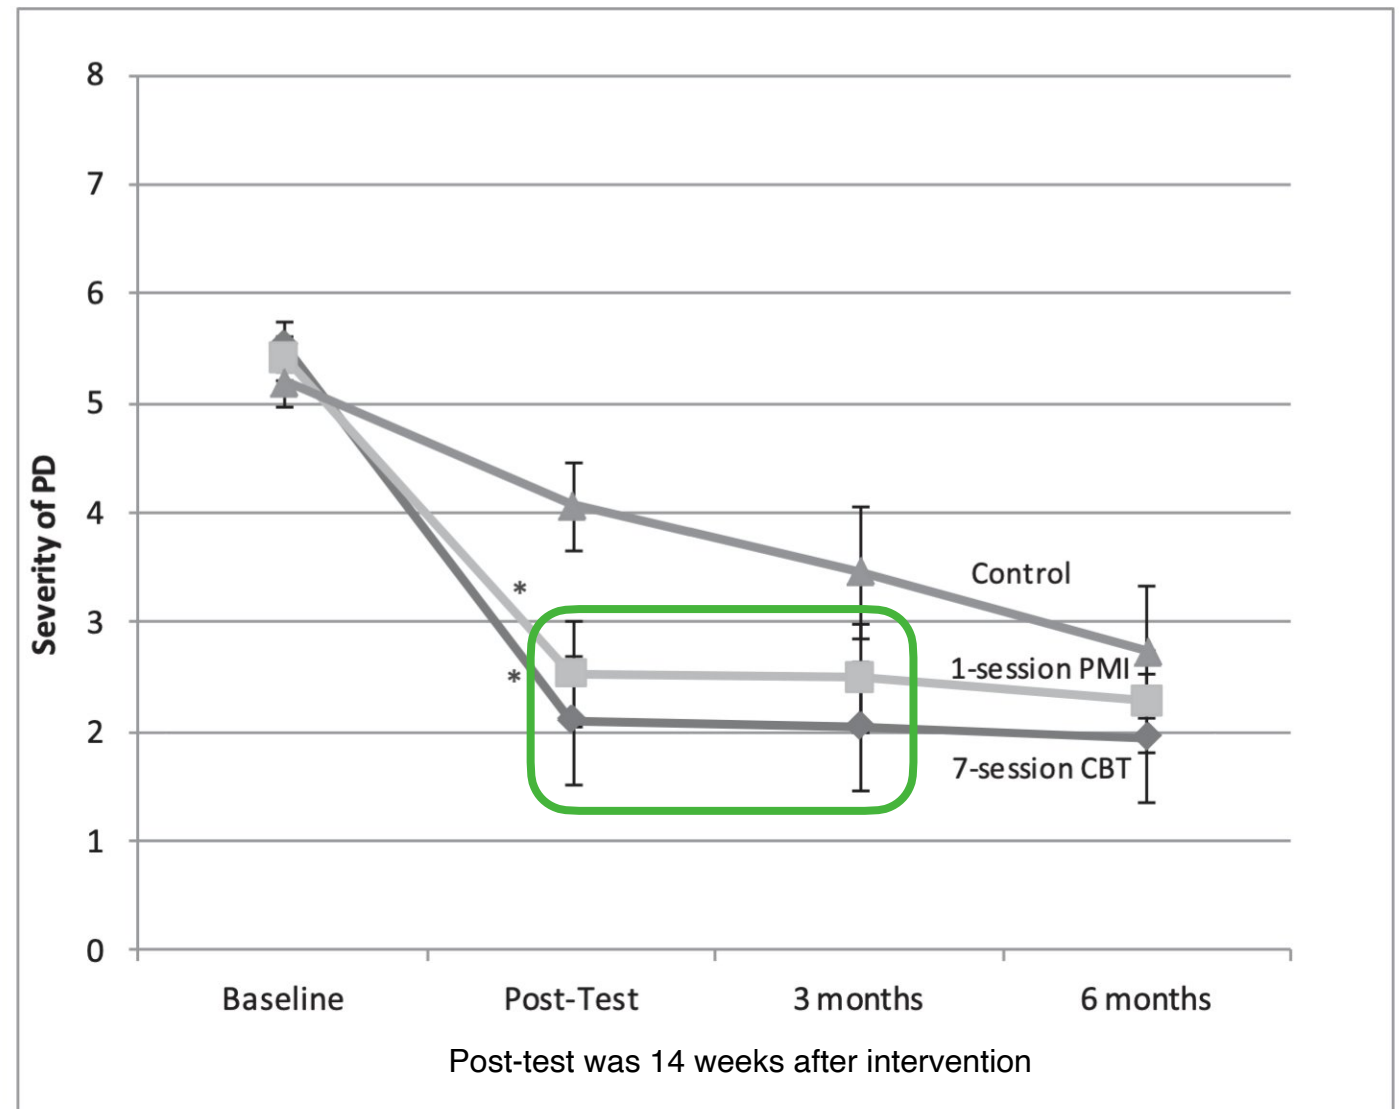 8
7
6
5
4
3
2
1
0
Severity of PD
*
*
Control
1-session PMI
7-session CBT
Baseline Post-Test 3 months 6 months
Post-test was 14 weeks after intervention